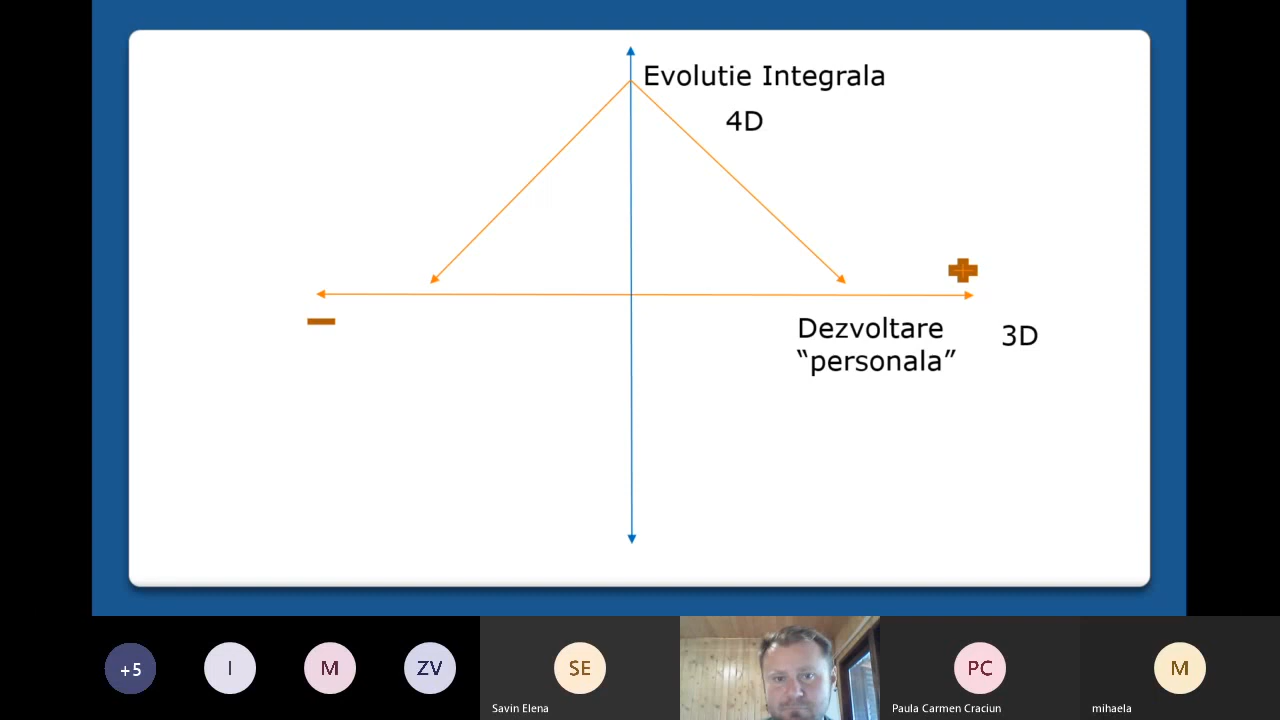 Evolutie Integrala
4D
Dezvoltare
“personala”
3D
+5
I
M
ZV
SE
Savin Elena
PC
Paula Carmen Craciun
M
mihaela